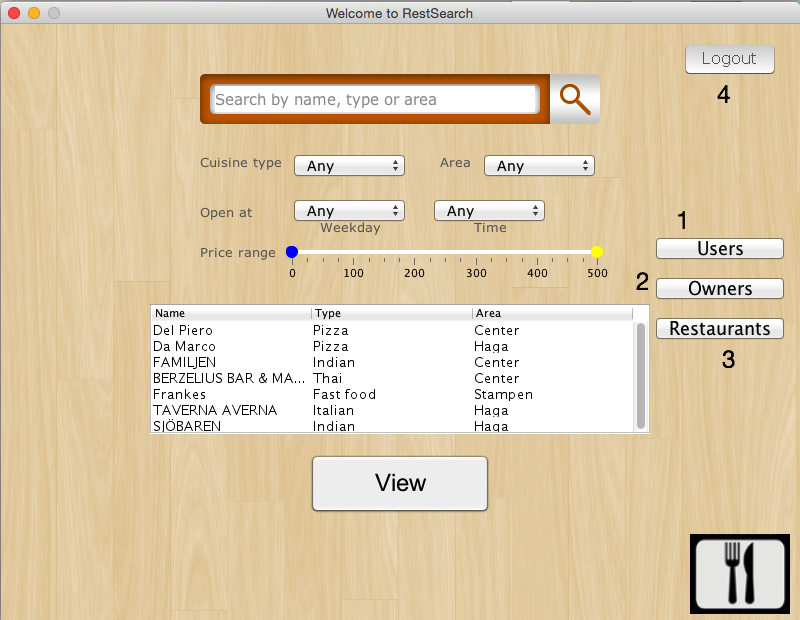 Welcome to RestSearch
Logout
4
Search by name, type or area
Cuisine type Any Area Any
Open at Any Any
Weekday Time
Price range
0 100 200 300 400 500
1
Users
2 Owners
Restaurants
3
Name Type Area
Del Piero Pizza Center
Da Marco Pizza Haga
FAMILJEN Indian Center
BERZELIUS BAR & MA... Thai Center
Frankes Fast food Stampen
TAVERNA AVERNA Italian Haga
SJÖBAREN Indian Haga
View